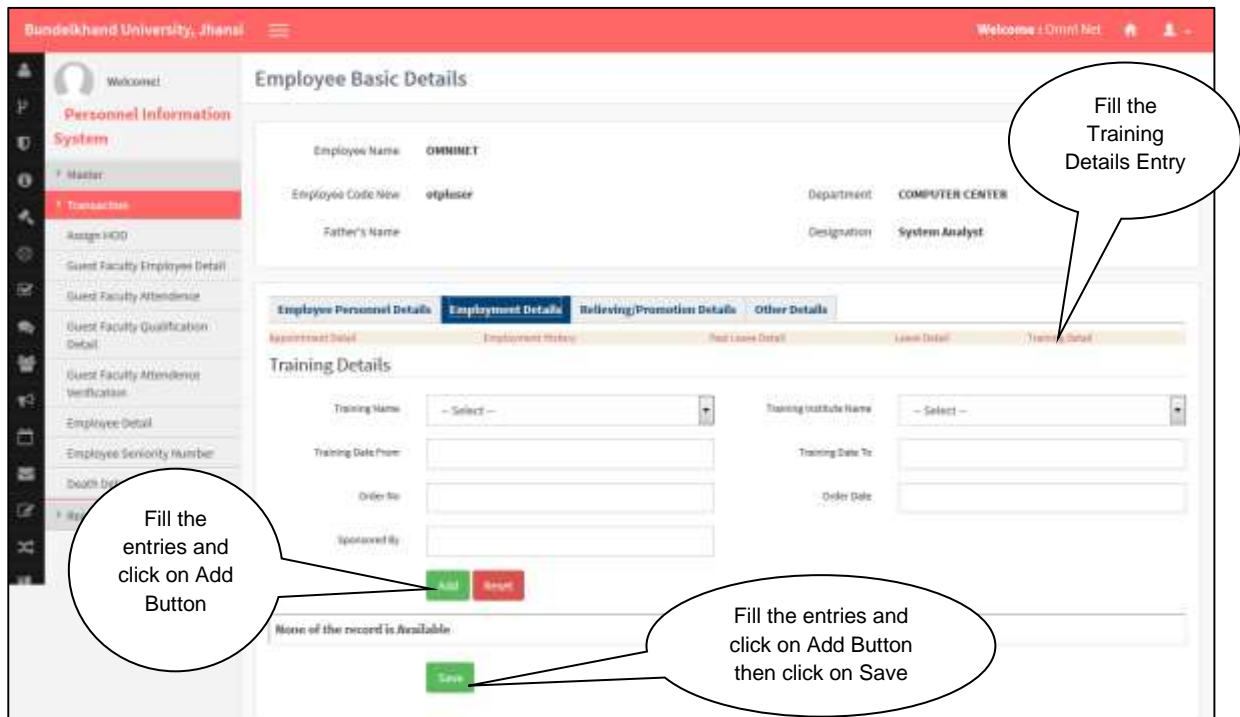 Bundelkhand University, Jhansi
Welcome : Omni Net
Welcome!
Personnel Information
System
Master
Transaction
Assign HOD
Guest Faculty Employee Detail
Guest Faculty Attendence
Guest Faculty Qualification
Detail
Guest Faculty Attendence
Verification
Employee Detail
Employee Seniority Number
Death
Employee Basic Details
Employee Name OMNINET
Employee Code New otpluser
Department COMPUTER CENTER
Father's Name
Designation System Analyst
Employee Personnel Details Employment Details Relieving/Promotion Details Other Details
Appointment Detail Employment History Past Leave Detail Leave Detail Training Detail
Training Details
Training Name -- Select -- Training Institute Name -- Select --
Training Date From Training Date To
Order No Order Date
Sponsored By
Add Reset
None of the record is Available
Save
Fill the
Training
Details Entry
Fill the
entries and
click on Add
Button
Fill the entries and
click on Add Button
then click on Save